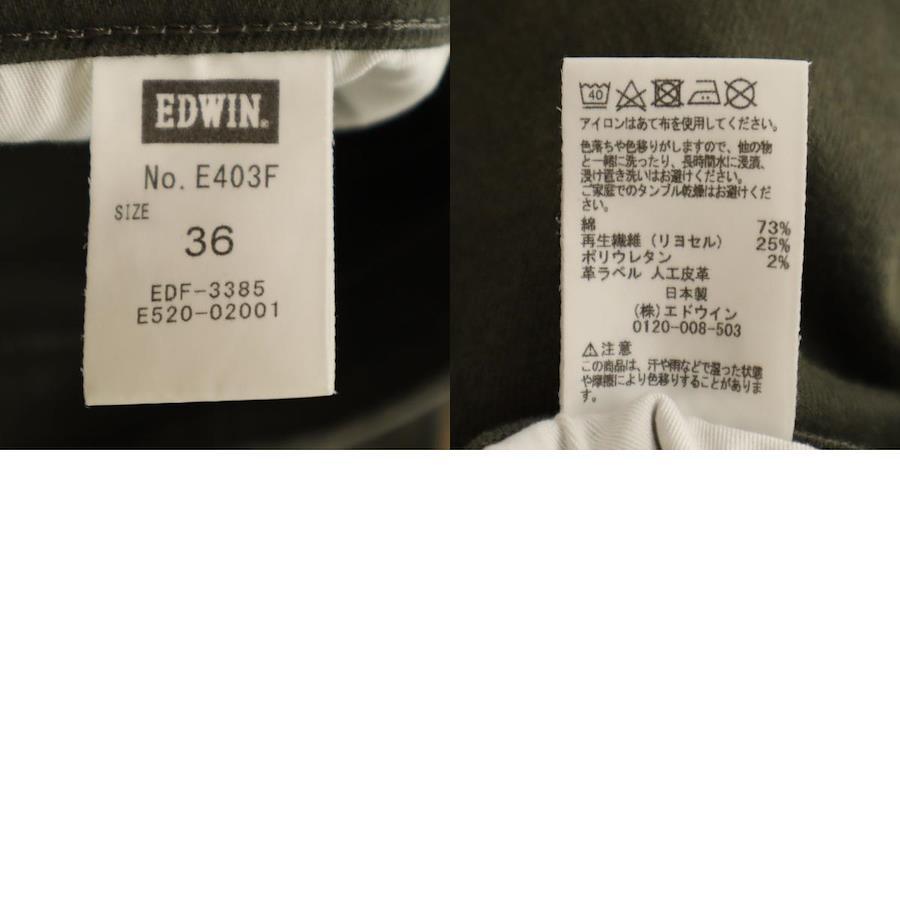 EDWIN®
No. E403F
SIZE
36
EDF-3385
E520-02001
40
アイロンはあて布を使用してください。
色落ちや色移りがしますので、他の物
と一緒に洗ったり、長時間水に浸漬、
浸け置き洗いはお避けください。
ご家庭でのタンブル乾燥はお避けくだ
さい。
綿 73%
再生繊維（リヨセル） 25%
ポリウレタン 2%
革ラベル 人工皮革
日本製
(株)エドウイン
0120-008-503
⚠注意
この商品は、汗や雨などで湿った状態
や摩擦により色移りすることがありま
す。